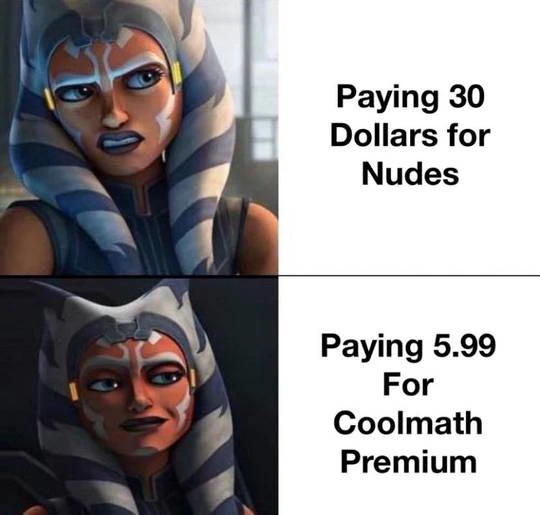 Paying 30
Dollars for
Nudes
Paying 5.99
For
Coolmath
Premium